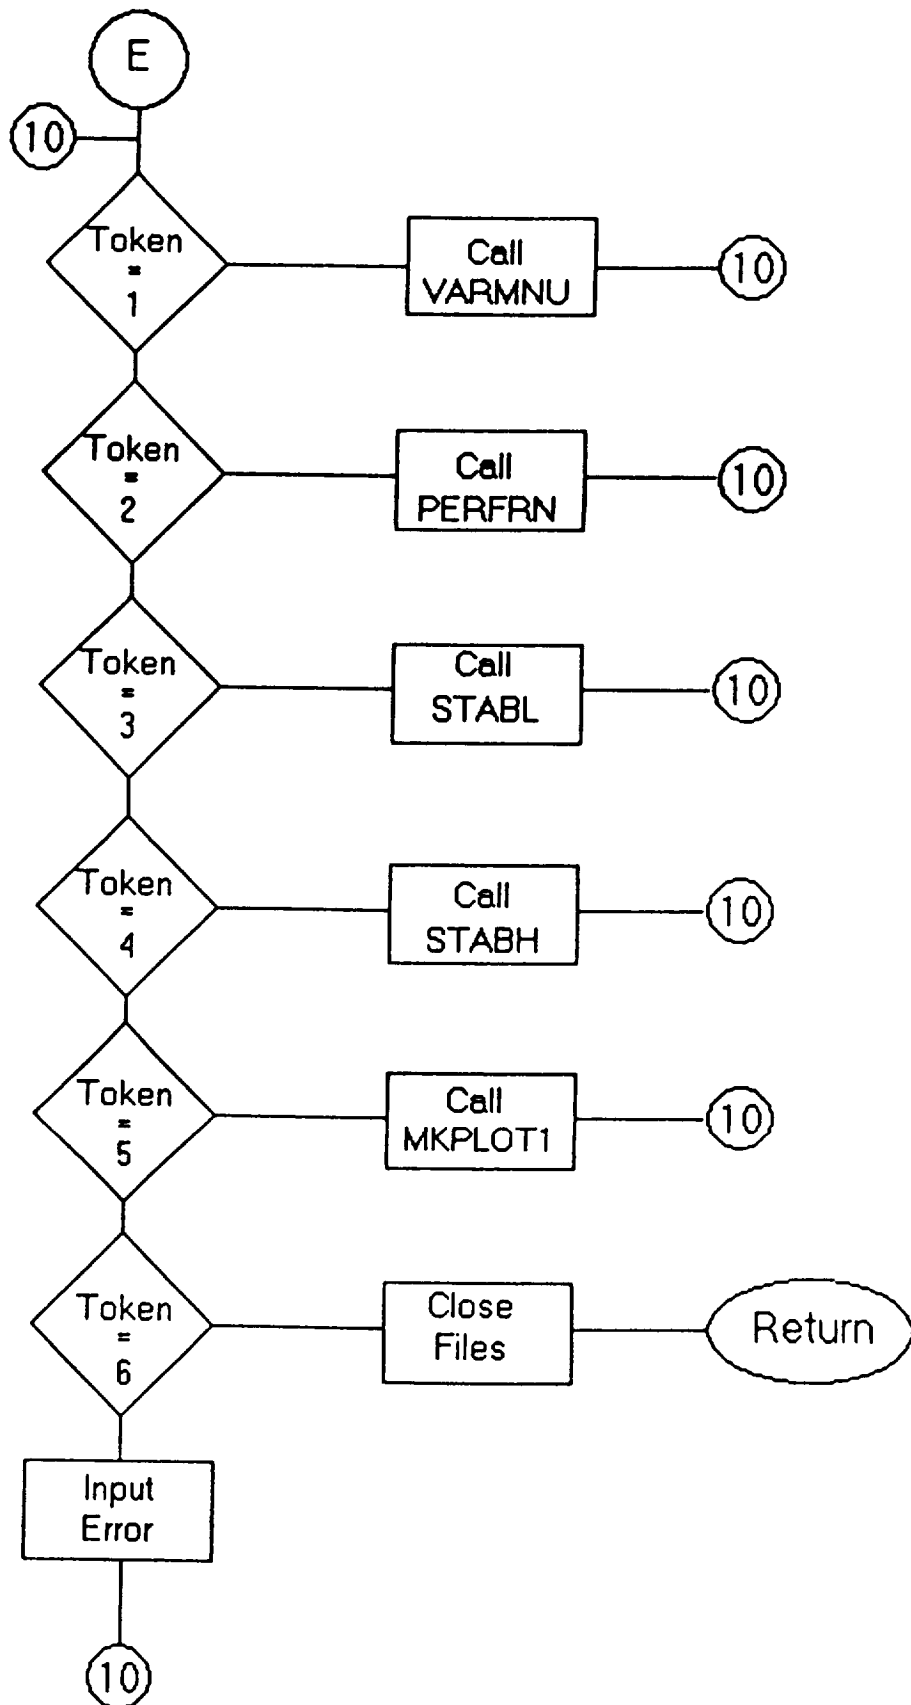 E
10
Token
=
1
Call
VARMNU
10
Token
=
2
Call
PERFRN
10
Token
=
3
Call
STABL
10
Token
=
4
Call
STABH
10
Token
=
5
Call
MKPLOT1
10
Token
=
6
Close
Files
Return
Input
Error
10